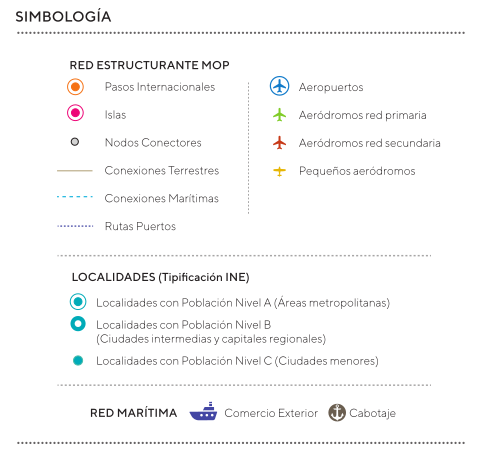 SIMBOLOGÍA
RED ESTRUCTURANTE MOP
Pasos Internacionales
Islas
Nodos Conectores
Conexiones Terrestres
Conexiones Marítimas
Rutas Puertos
Aeropuertos
Aeródromos red primaria
Aeródromos red secundaria
Pequeños aeródromos
LOCALIDADES (Tipificación INE)
Localidades con Población Nivel A (Áreas metropolitanas)
Localidades con Población Nivel B
(Ciudades intermedias y capitales regionales)
Localidades con Población Nivel C (Ciudades menores)
RED MARÍTIMA Comercio Exterior Cabotaje